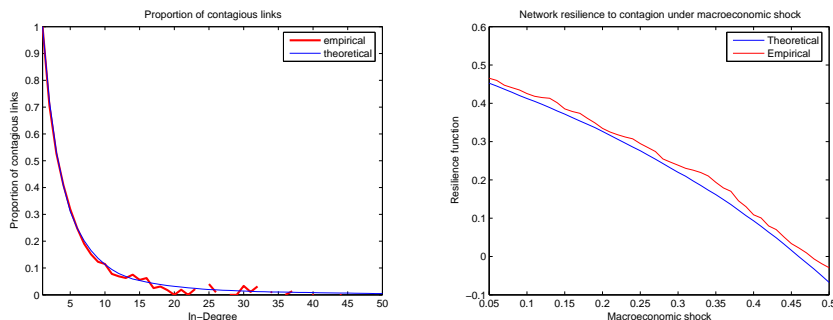 Proportion of contagious links
1
0.9
0.8
0.7
0.6
0.5
0.4
0.3
0.2
0.1
0
Proportion of contagious links
5 10 15 20 25 30 35 40 45 50
In-Degree
empirical
theoretical
Network resilience to contagion under macroeconomic shock
0.6
0.5
0.4
0.3
0.2
0.1
0
-0.1
Resilience function
0.05 0.1 0.15 0.2 0.25 0.3 0.35 0.4 0.45 0.5
Macroeconomic shock
Theoretical
Empirical